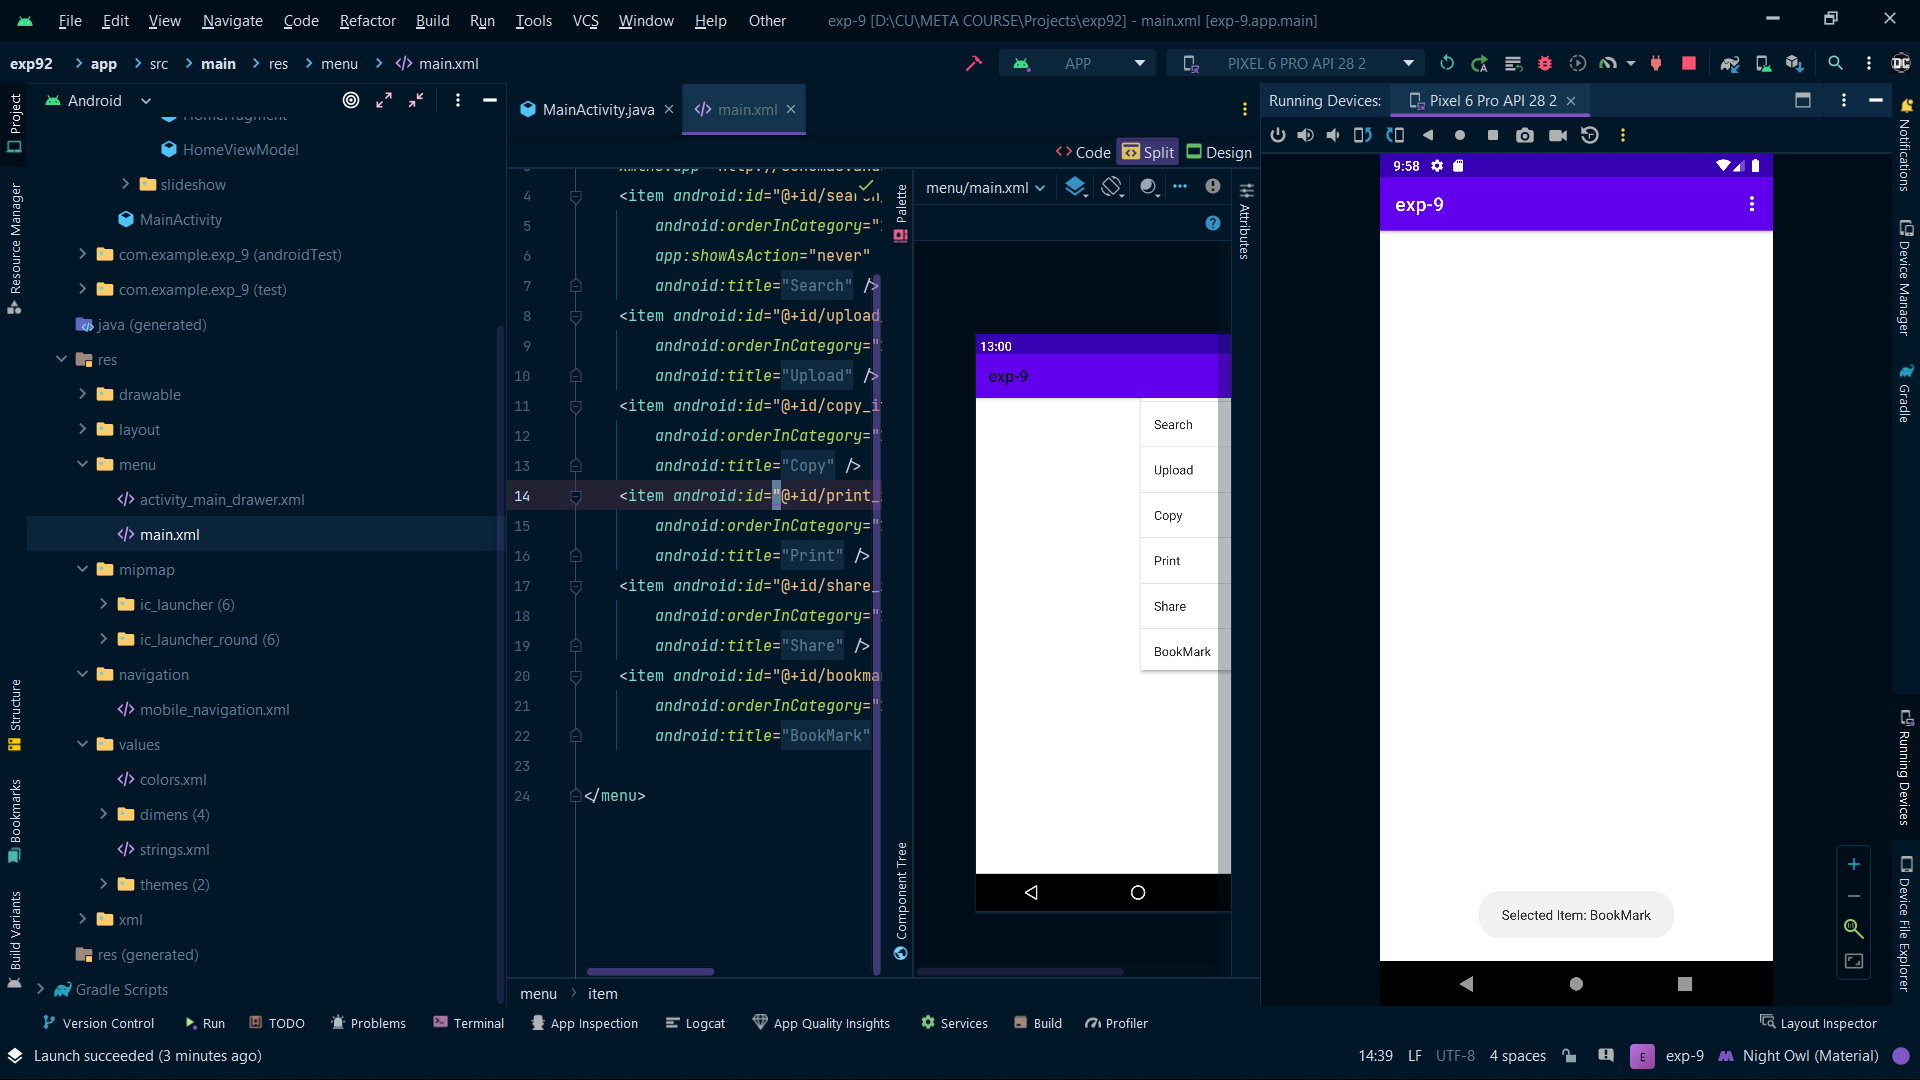 File Edit View Navigate Code Refactor Build Run Tools VCS Window Help Other exp-9 [D:\CU\META COURSE\Projects\exp92] - main.xml [exp-9.app.main]
exp92 app src main res menu main.xml APP PIXEL 6 PRO API 28 2 DC
Project
Resource Manager
Structure
Bookmarks
Build Variants
Android
HomeFragment
HomeViewModel
slideshow
MainActivity
com.example.exp_9 (androidTest)
com.example.exp_9 (test)
java (generated)
res
drawable
layout
menu
activity_main_drawer.xml
main.xml
mipmap
ic_launcher (6)
ic_launcher_round (6)
navigation
mobile_navigation.xml
values
colors.xml
dimens (4)
strings.xml
themes (2)
xml
res (generated)
Gradle Scripts
MainActivity.java main.xml
Code Split Design
4 <item android:id="@+id/search
5 android:orderInCategory="
6 app:showAsAction="never"
7 android:title="Search" />
8 <item android:id="@+id/upload
9 android:orderInCategory="
10 android:title="Upload" />
11 <item android:id="@+id/copy_i
12 android:orderInCategory="
13 android:title="Copy" />
14 <item android:id="@+id/print_
15 android:orderInCategory="
16 android:title="Print" />
17 <item android:id="@+id/share_
18 android:orderInCategory="
19 android:title="Share" />
20 <item android:id="@+id/bookma
21 android:orderInCategory="
22 android:title="BookMark"
23
24 </menu>
menu item
Palette
Component Tree
menu/main.xml
Attributes
13:00
exp-9
Search
Upload
Copy
Print
Share
BookMark
Running Devices: Pixel 6 Pro API 28 2
9:58
exp-9
Selected Item: BookMark
Notifications
Device Manager
Gradle
Running Devices
Device File Explorer
Version Control Run TODO Problems Terminal App Inspection Logcat App Quality Insights Services Build Profiler Layout Inspector
Launch succeeded (3 minutes ago) 14:39 LF UTF-8 4 spaces E exp-9 Night Owl (Material)